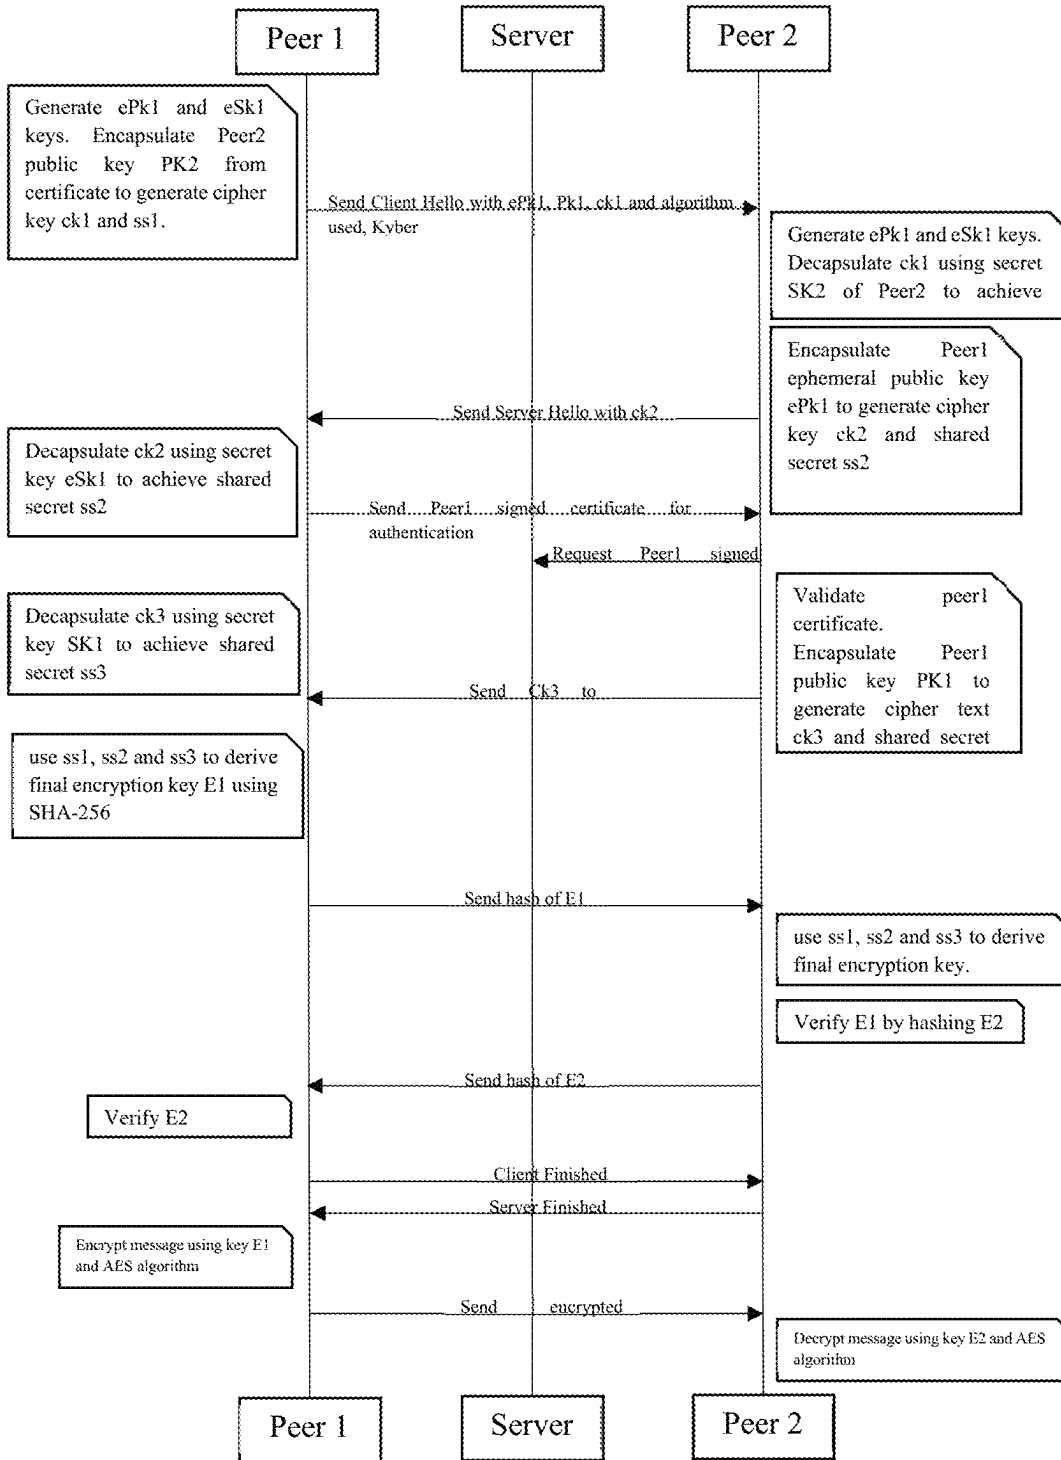 Peer 1
Server
Peer 2
Generate ePk1 and eSk1
keys. Encapsulate Peer2
public key PK2 from
certificate to generate cipher
key ck1 and ss1.
Send Client Hello with ePk1, Pk1, ck1 and algorithm
used, Kyber
Generate ePk1 and eSk1 keys.
Decapsulate ck1 using secret
SK2 of Peer2 to achieve
Encapsulate Peer1
ephemeral public key
ePk1 to generate cipher
key ck2 and shared
secret ss2
Send Server Hello with ck2
Decapsulate ck2 using secret
key eSk1 to achieve shared
secret ss2
Send Peer1 signed certificate for
authentication
Request Peer1 signed
Validate peer1
certificate.
Encapsulate Peer1
public key PK1 to
generate cipher text
ck3 and shared secret
Decapsulate ck3 using secret
key SK1 to achieve shared
secret ss3
Send Ck3 to
use ss1, ss2 and ss3 to derive
final encryption key E1 using
SHA-256
Send hash of E1
use ss1, ss2 and ss3 to derive
final encryption key.
Verify E1 by hashing E2
Send hash of E2
Verify E2
Client Finished
Server Finished
Encrypt message using key E1
and AES algorithm
Send encrypted
Decrypt message using key E2 and AES
algorithm
Peer 1
Server
Peer 2